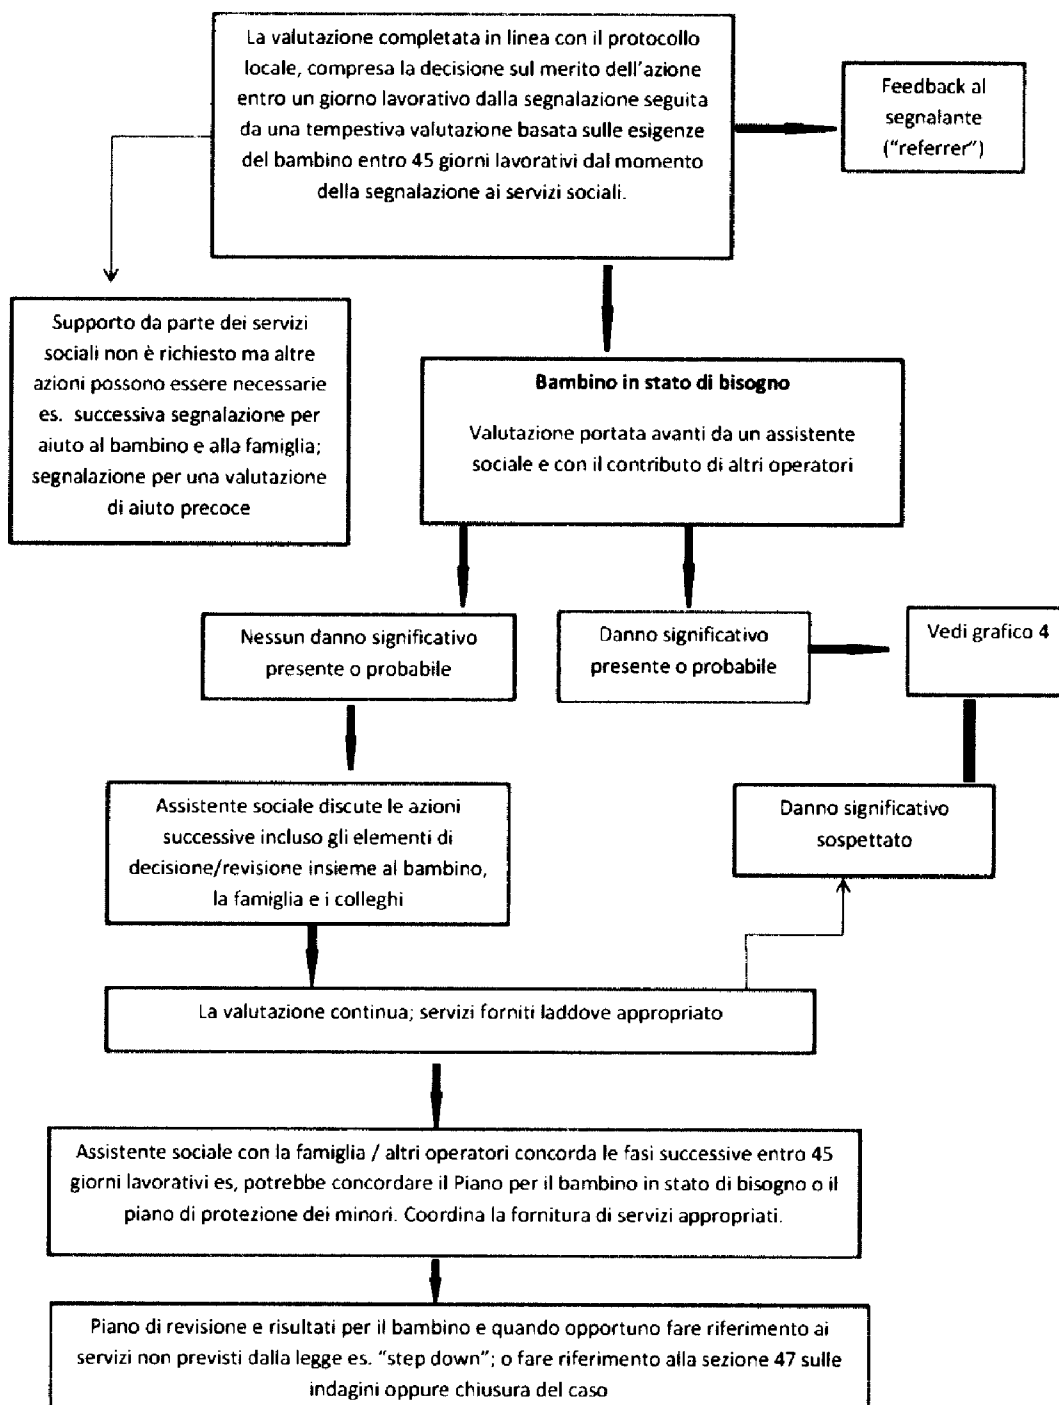 La valutazione completata in linea con il protocollo
locale, compresa la decisione sul merito dell'azione
entro un giorno lavorativo dalla segnalazione seguita
da una tempestiva valutazione basata sulle esigenze
del bambino entro 45 giorni lavorativi dal momento
della segnalazione ai servizi sociali.
Feedback al
segnalante
("referrer")
Supporto da parte dei servizi
sociali non è richiesto ma altre
azioni possono essere necessarie
es. successiva segnalazione per
aiuto al bambino e alla famiglia;
segnalazione per una valutazione
di aiuto precoce
Bambino in stato di bisogno
Valutazione portata avanti da un assistente
sociale e con il contributo di altri operatori
Nessun danno significativo
presente o probabile
Danno significativo
presente o probabile
Vedi grafico 4
Assistente sociale discute le azioni
successive incluso gli elementi di
decisione/revisione insieme al bambino,
la famiglia e i colleghi
Danno significativo
sospettato
La valutazione continua; servizi forniti laddove appropriato
Assistente sociale con la famiglia / altri operatori concorda le fasi successive entro 45
giorni lavorativi es, potrebbe concordare il Piano per il bambino in stato di bisogno o il
piano di protezione dei minori. Coordina la fornitura di servizi appropriati.
Piano di revisione e risultati per il bambino e quando opportuno fare riferimento ai
servizi non previsti dalla legge es. "step down"; o fare riferimento alla sezione 47 sulle
indagini oppure chiusura del caso